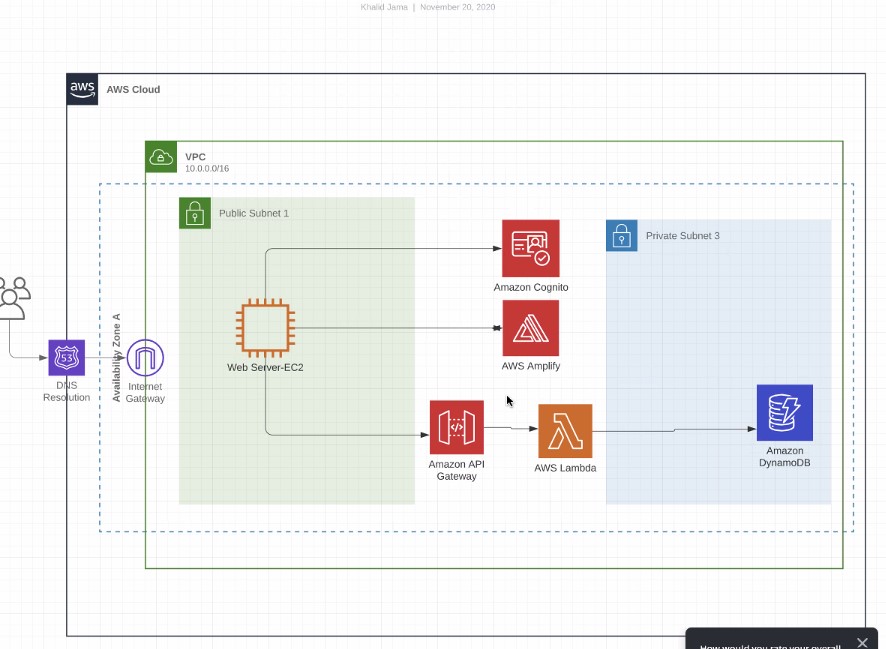 Khalid Jama | November 20, 2020
aws
AWS Cloud
VPC
10.0.0.0/16
Public Subnet 1
Private Subnet 3
Amazon Cognito
Availability Zone A
53
Web Server-EC2
AWS Amplify
DNS
Resolution
Internet
Gateway
</>
Amazon API
Gateway
AWS Lambda
Amazon
DynamoDB
How would you rate your overall